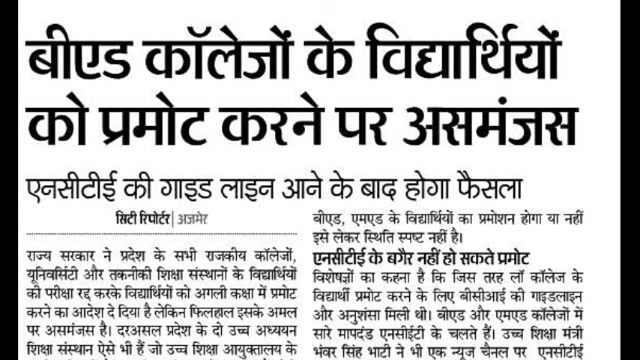 बीएड कॉलेजों के विद्यार्थियों
को प्रमोट करने पर असमंजस
एनसीटीई की गाइड लाइन आने के बाद होगा फैसला
सिटी रिपोर्टर | अजमेर
राज्य सरकार ने प्रदेश के सभी राजकीय कॉलेजों,
यूनिवर्सिटी और तकनीकी शिक्षा संस्थानों के विद्यार्थियों
की परीक्षा रद्द करके विद्यार्थियों को अगली कक्षा में प्रमोट
करने का आदेश दे दिया है लेकिन फिलहाल इसके अमल
पर असमंजस है। दरअसल प्रदेश के दो उच्च अध्ययन
शिक्षा संस्थान ऐसे भी हैं जो उच्च शिक्षा आयुक्तालय के
बीएड, एमएड के विद्यार्थियों का प्रमोशन होगा या नहीं
इसे लेकर स्थिति स्पष्ट नहीं है।
एनसीटीई के बगैर नहीं हो सकते प्रमोट
विशेषज्ञों का कहना है कि जिस तरह लॉ कॉलेज के
विद्यार्थी प्रमोट करने के लिए बीसीआई की गाइडलाइन
और अनुशंसा मिली थी। बीएड और एमएड कॉलेजों में
सारे मापदंड एनसीईटी के चलते हैं। उच्च शिक्षा मंत्री
भंवर सिंह भाटी ने भी एक न्यूज चैनल पर एनसीटीई